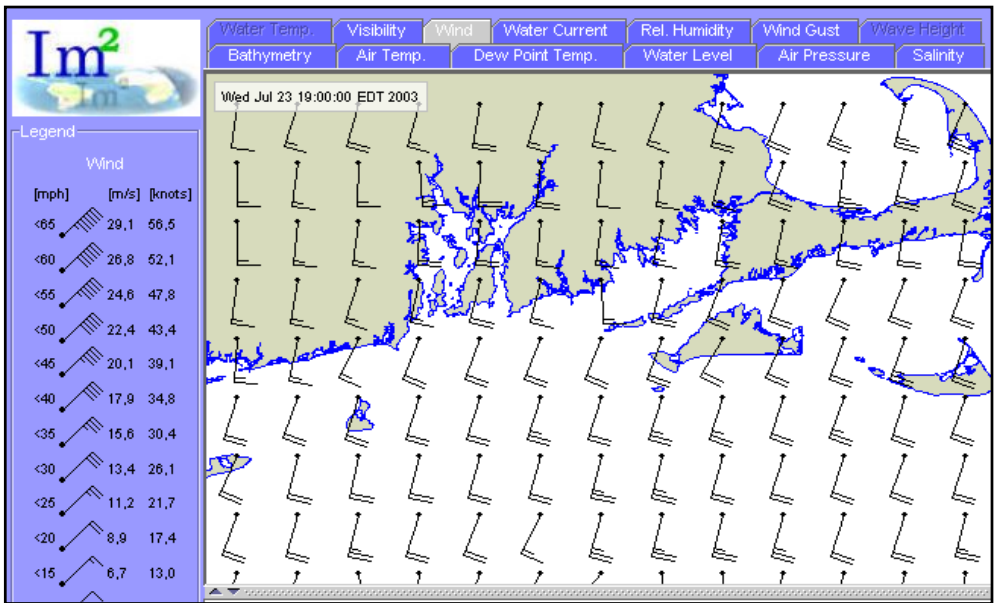 Im²
Im²
Water Temp. Visibility Wind Water Current Rel. Humidity Wind Gust Wave Height
Bathymetry Air Temp. Dew Point Temp. Water Level Air Pressure Salinity
Wed Jul 23 19:00:00 EDT 2003
Legend
Wind
[mph] [m/s] [knots]
<65 29,1 56,5
<60 26,8 52,1
<55 24,6 47,8
<50 22,4 43,4
<45 20,1 39,1
<40 17,9 34,8
<35 15,6 30,4
<30 13,4 26,1
<25 11,2 21,7
<20 8,9 17,4
<15 6,7 13,0